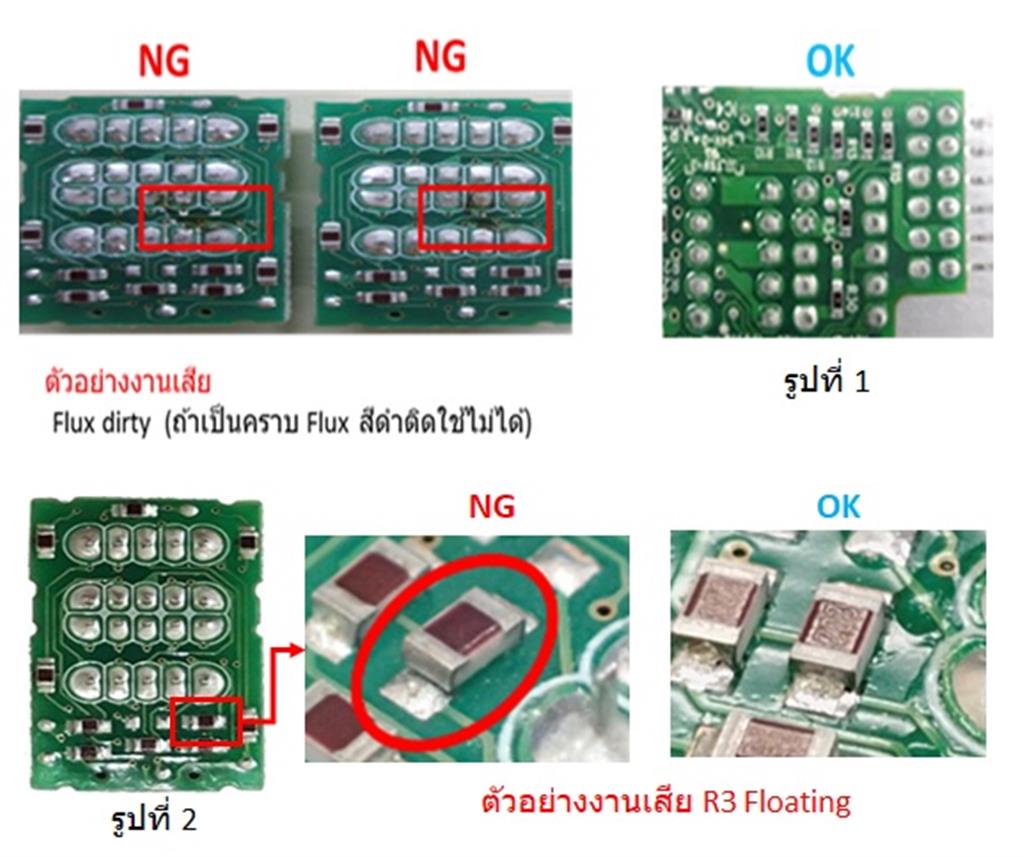 NG
NG
OK
ตัวอย่างงานเสีย
Flux dirty (ถ้าเป็นคราบ Flux สีดำติดใช้ไม่ได้)
รูปที่ 1
NG
OK
รูปที่ 2
ตัวอย่างงานเสีย R3 Floating